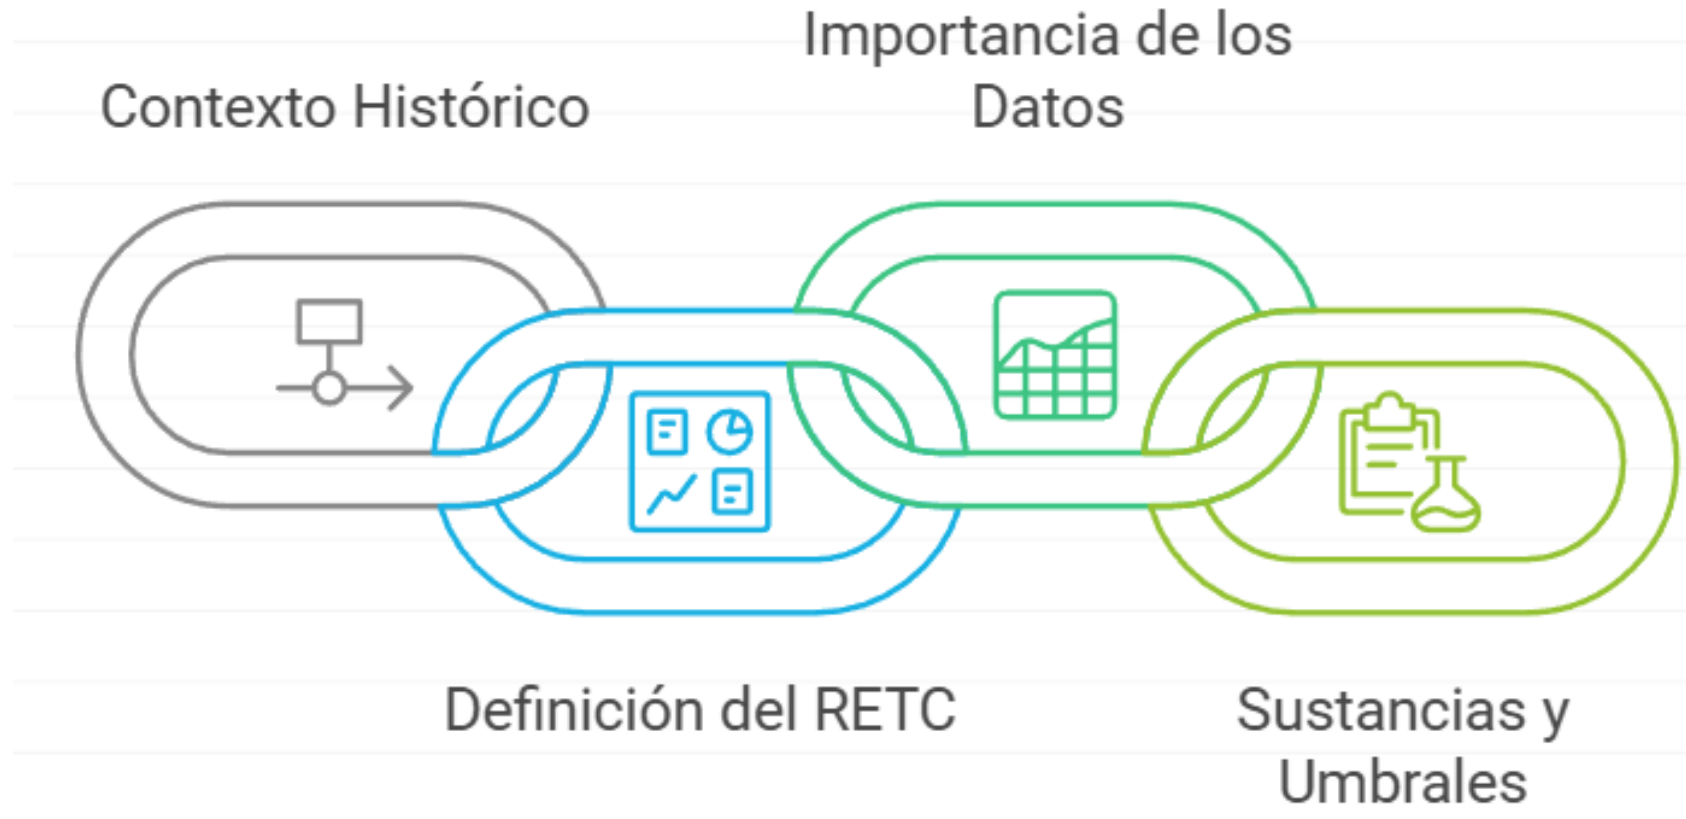 Contexto Histórico
Definición del RETC
Importancia de los
Datos
Sustancias y
Umbrales